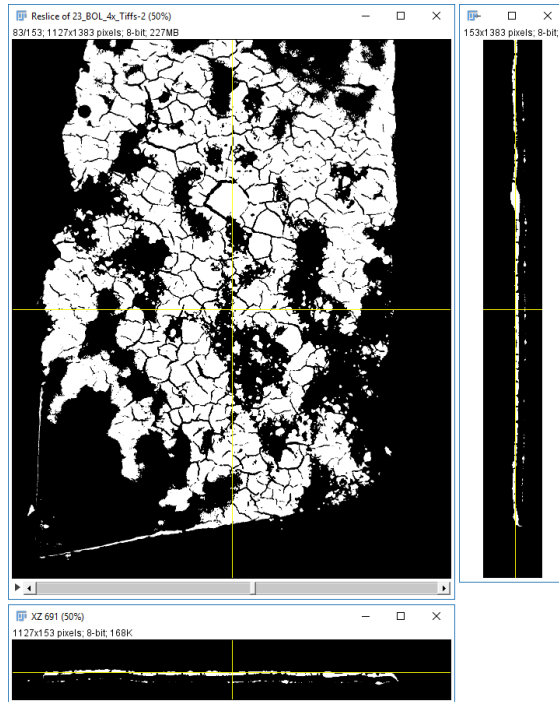 Reslice of 23_BOL_4x_Tiffs-2 (50%)
83/153; 1127x1383 pixels; 8-bit; 227MB
153x1383 pixels; 8-bit;
XZ 691 (50%)
1127x153 pixels; 8-bit; 168K